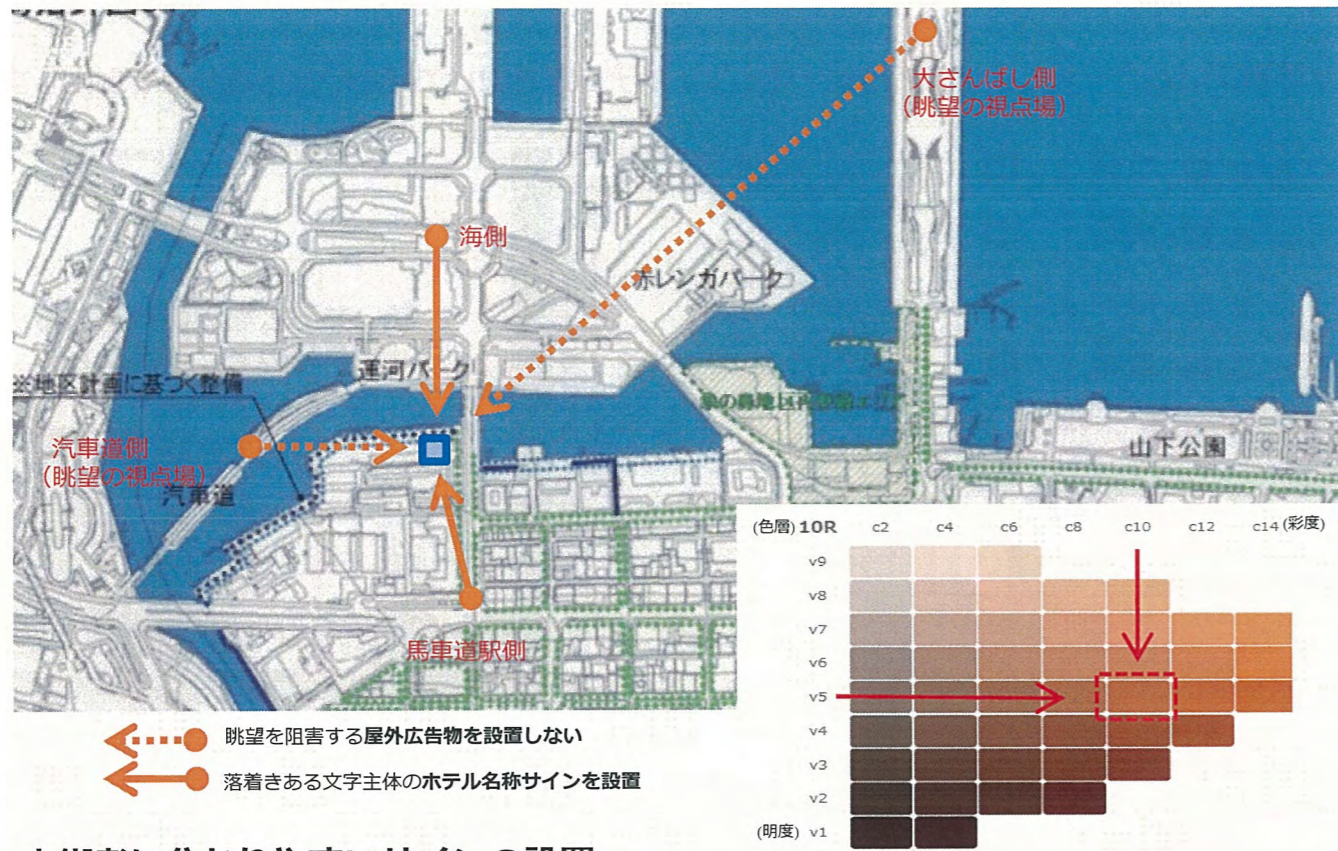 大さんばし側
(眺望の視点場)
海側
赤レンガパーク
運河パーク
※地区計画に基づく整備
汽車道側
(眺望の視点場)
汽車道
山下公園
馬車道駅側
眺望を阻害する屋外広告物を設置しない
落着きある文字主体のホテル名称サインを設置
(色層) 10R c2 c4 c6 c8 c10 c12 c14 (彩度)
v9
v8
v7
v6
v5
v4
v3
v2
(明度) v1